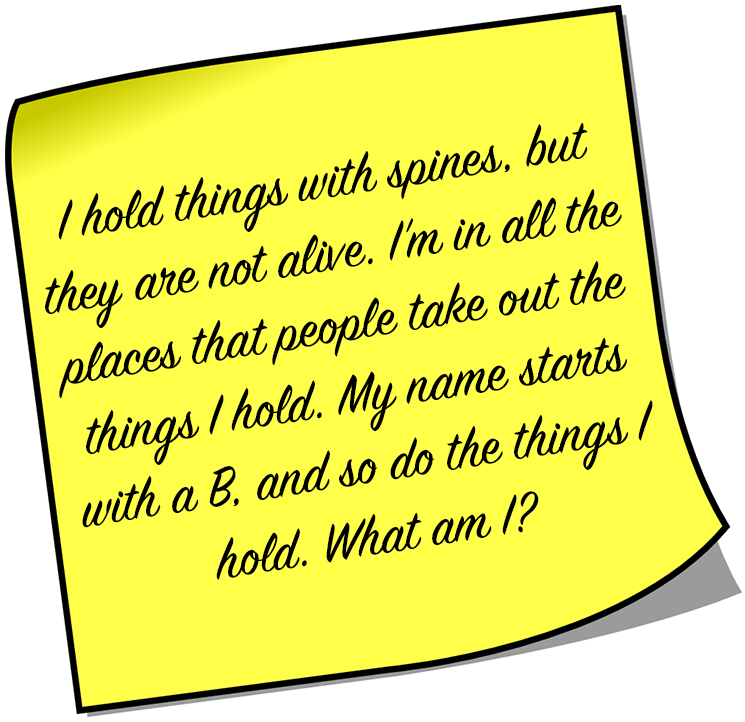 I hold things with spines, but
they are not alive. I'm in all the
places that people take out the
things I hold. My name starts
with a B, and so do the things I
hold. What am I?